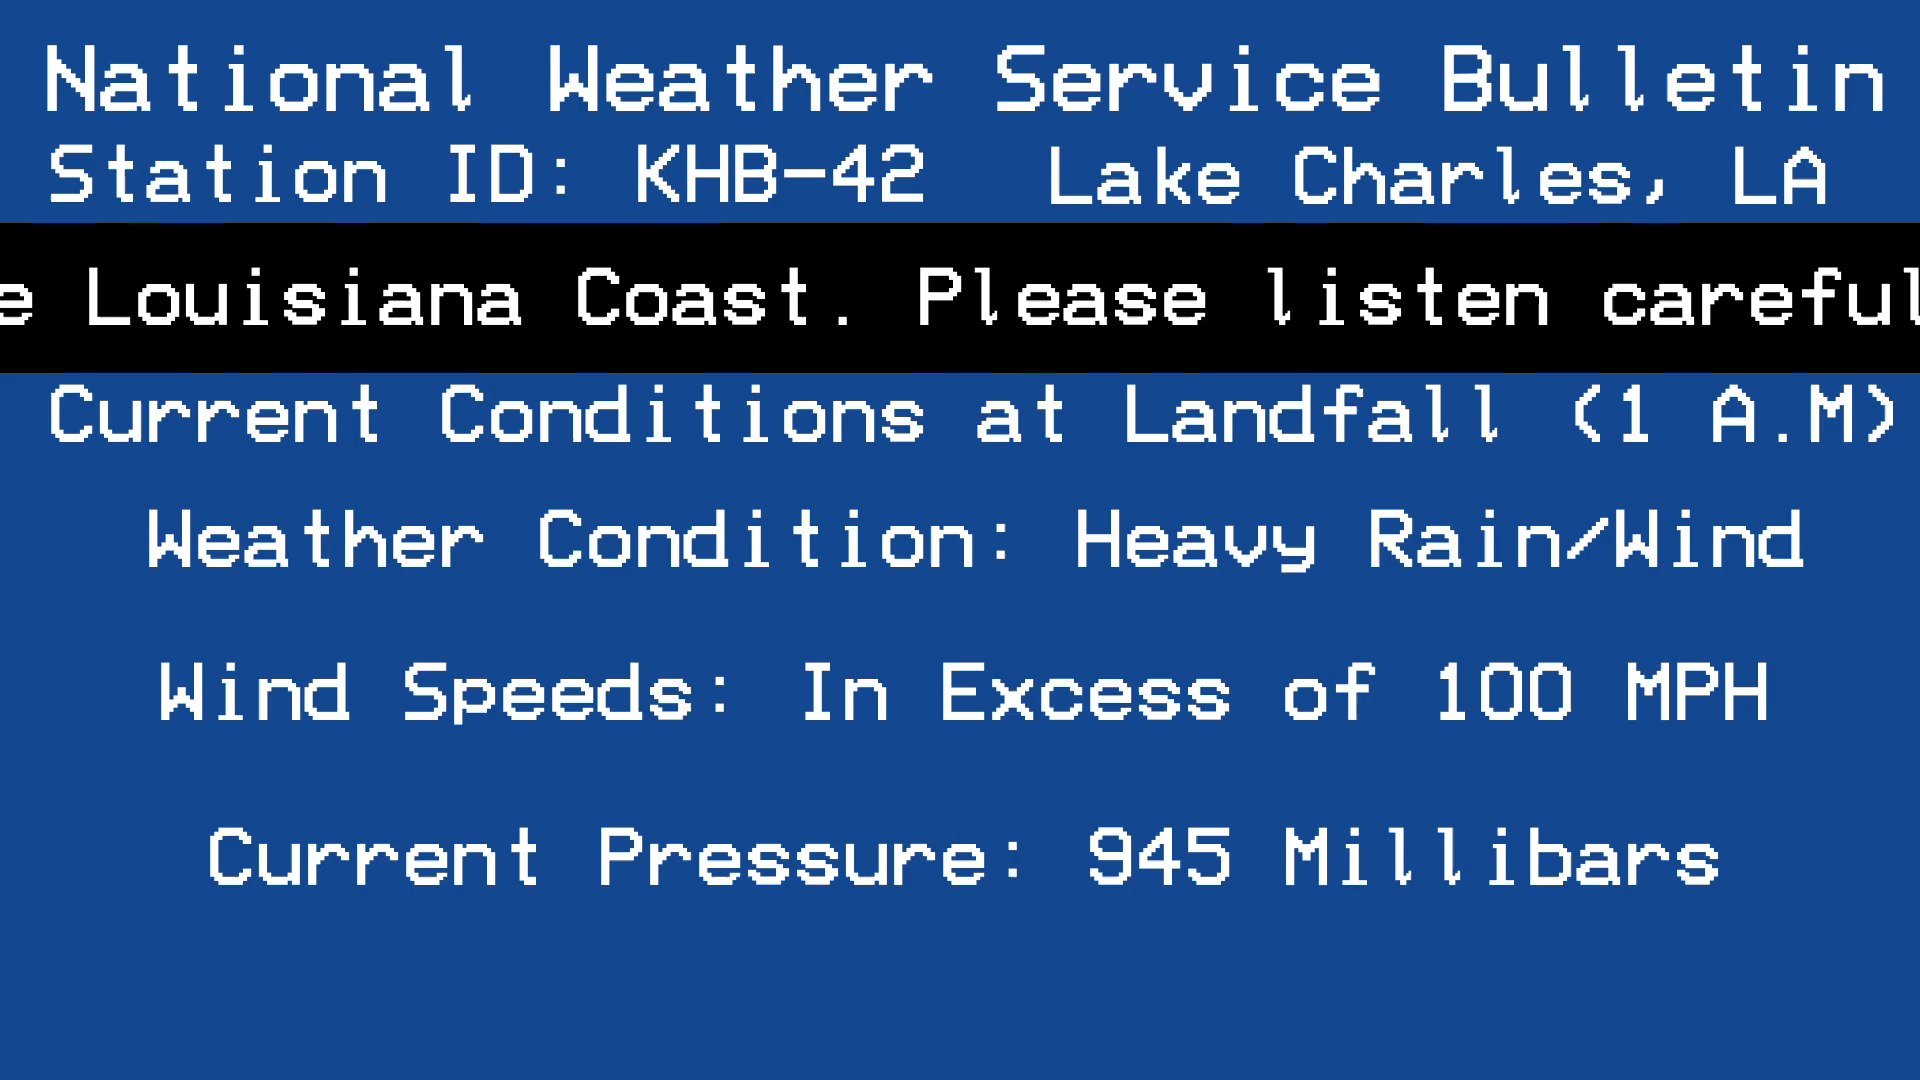 National Weather Service Bulletin
Station ID: KHB-42 Lake Charles, LA
e Louisiana Coast. Please listen careful
Current Conditions at Landfall (1 A.M)
Weather Condition: Heavy Rain/Wind
Wind Speeds: In Excess of 100 MPH
Current Pressure: 945 Millibars